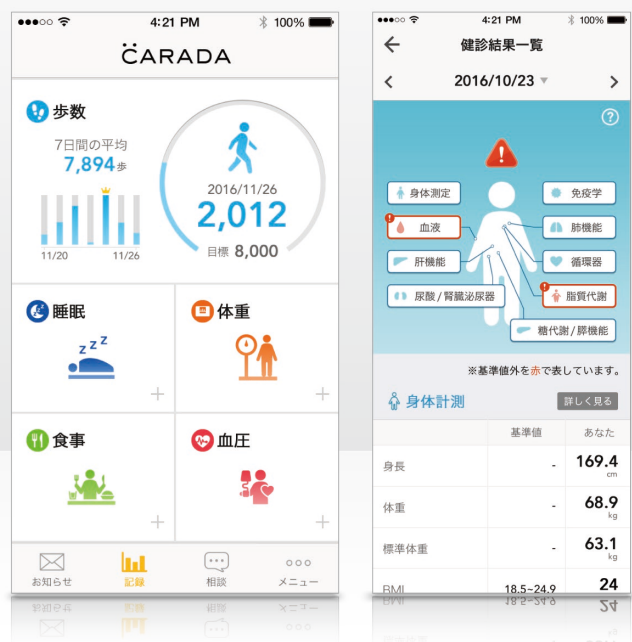 4:21 PM
100%
CARADA
歩数
7日間の平均
7,894歩
11/20
11/26
2016/11/26
2,012
目標 8,000
睡眠
zzz
体重
食事
血圧
お知らせ
記録
相談
メニュー
4:21 PM
100%
健診結果一覧
2016/10/23
?
!
身体測定
免疫学
!
血液
肺機能
肝機能
循環器
尿酸/腎臓泌尿器
!
脂質代謝
糖代謝/膵機能
※基準値外を赤で表しています。
身体計測
詳しく見る
基準値
あなた
身長
-
169.4
cm
体重
-
68.9
kg
標準体重
-
63.1
kg
BMI
18.5~24.9
24